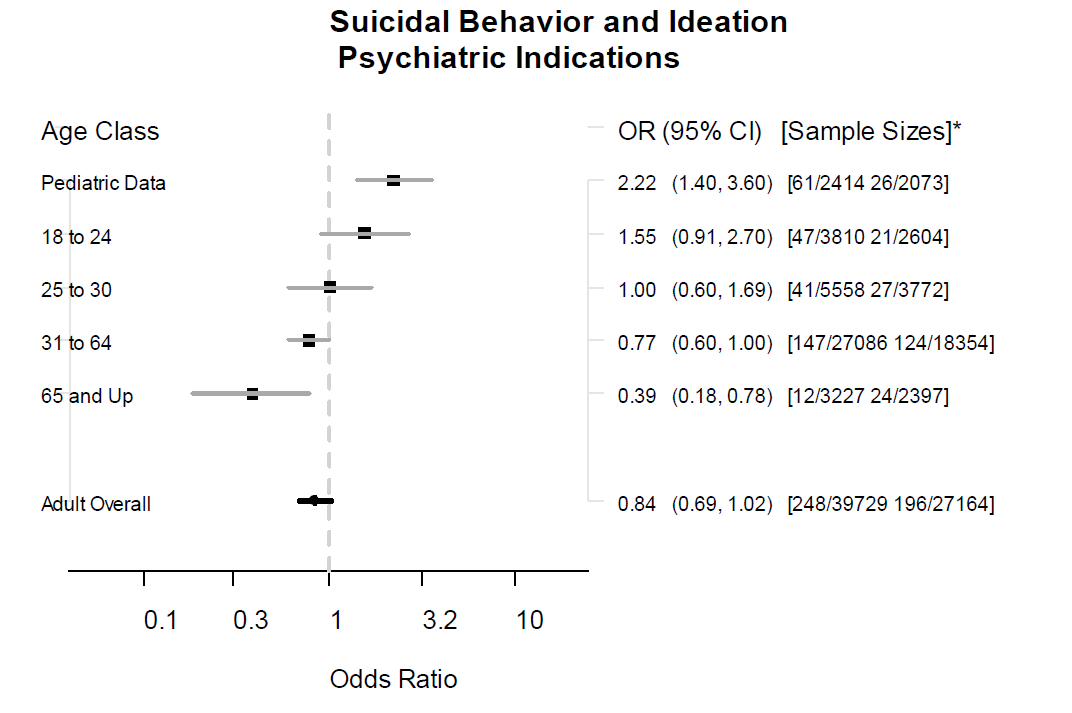 Suicidal Behavior and Ideation
Psychiatric Indications
Age Class OR (95% CI) [Sample Sizes]*
Pediatric Data 2.22 (1.40, 3.60) [61/2414 26/2073]
18 to 24 1.55 (0.91, 2.70) [47/3810 21/2604]
25 to 30 1.00 (0.60, 1.69) [41/5558 27/3772]
31 to 64 0.77 (0.60, 1.00) [147/27086 124/18354]
65 and Up 0.39 (0.18, 0.78) [12/3227 24/2397]
Adult Overall 0.84 (0.69, 1.02) [248/39729 196/27164]
0.1 0.3 1 3.2 10
Odds Ratio